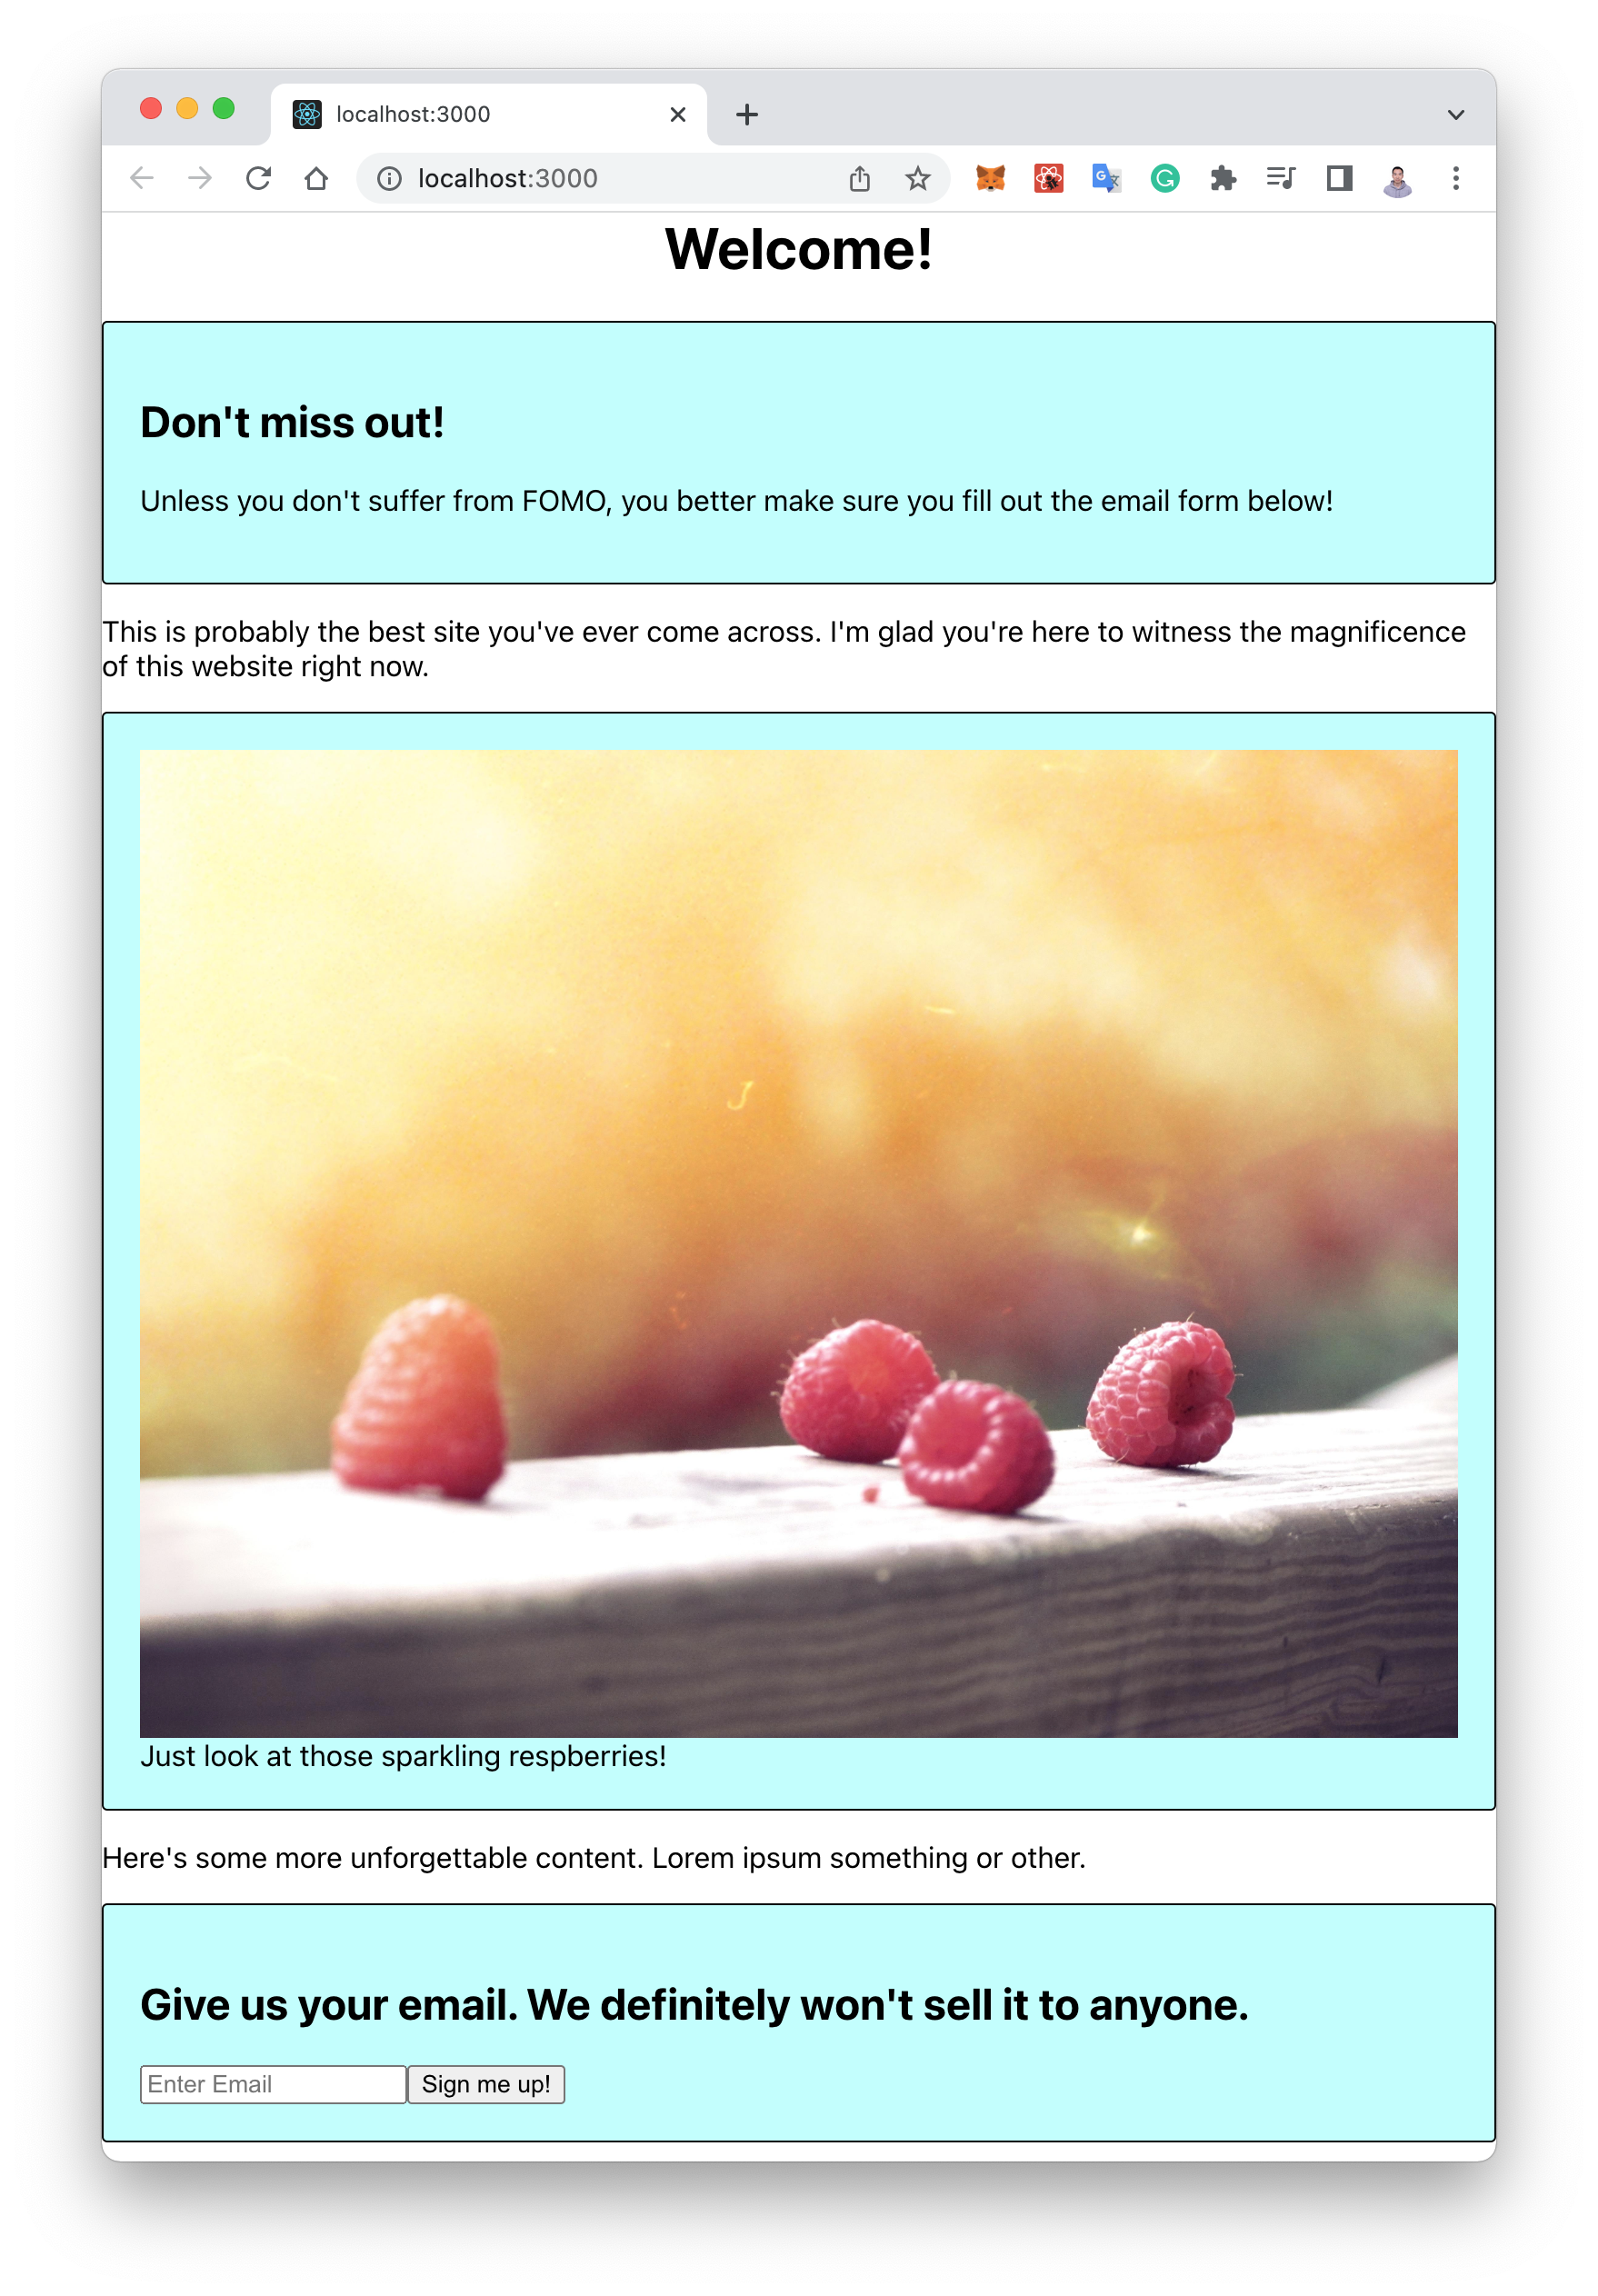 localhost:3000
localhost:3000
Welcome!
Don't miss out!
Unless you don't suffer from FOMO, you better make sure you fill out the email form below!
This is probably the best site you've ever come across. I'm glad you're here to witness the magnificence
of this website right now.
Just look at those sparkling respberries!
Here's some more unforgettable content. Lorem ipsum something or other.
Give us your email. We definitely won't sell it to anyone.
Enter Email Sign me up!